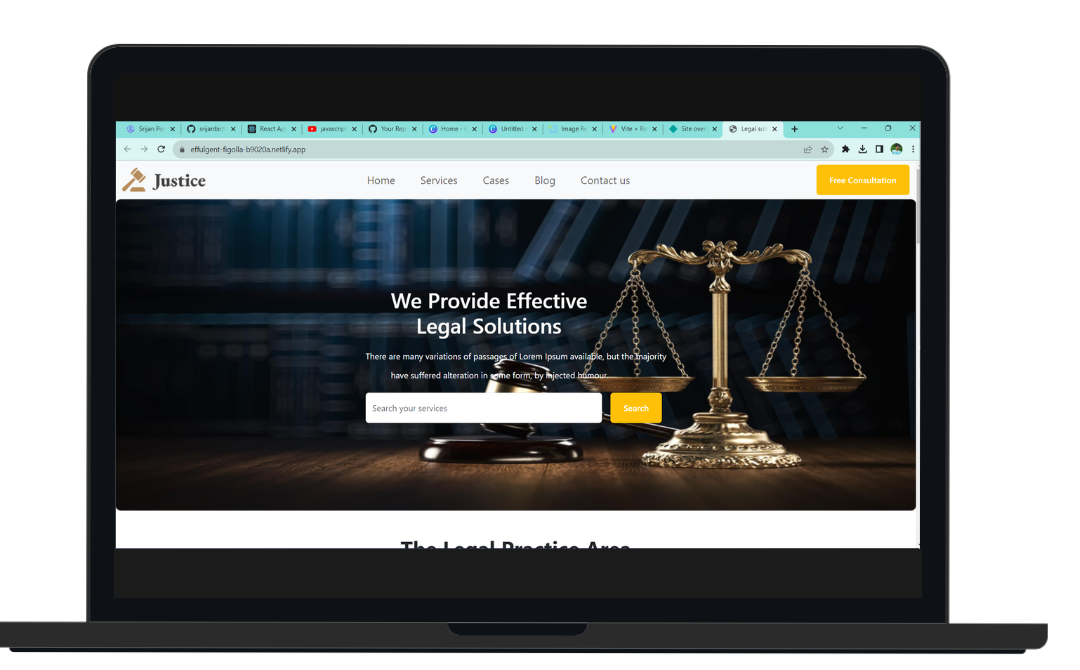 Srijan Por
srijanbic
React App
javascript
Your Rep
Home -
Untitled
Image Re
Vite + Re
Site over
Legal sol
effulgent-figolla-b9020a.netlify.app
Justice
Home
Services
Cases
Blog
Contact us
Free Consultation
We Provide Effective
Legal Solutions
There are many variations of passages of Lorem Ipsum available, but the majority
have suffered alteration in some form, by injected humour.
Search your services
Search
The Legal Practice Area